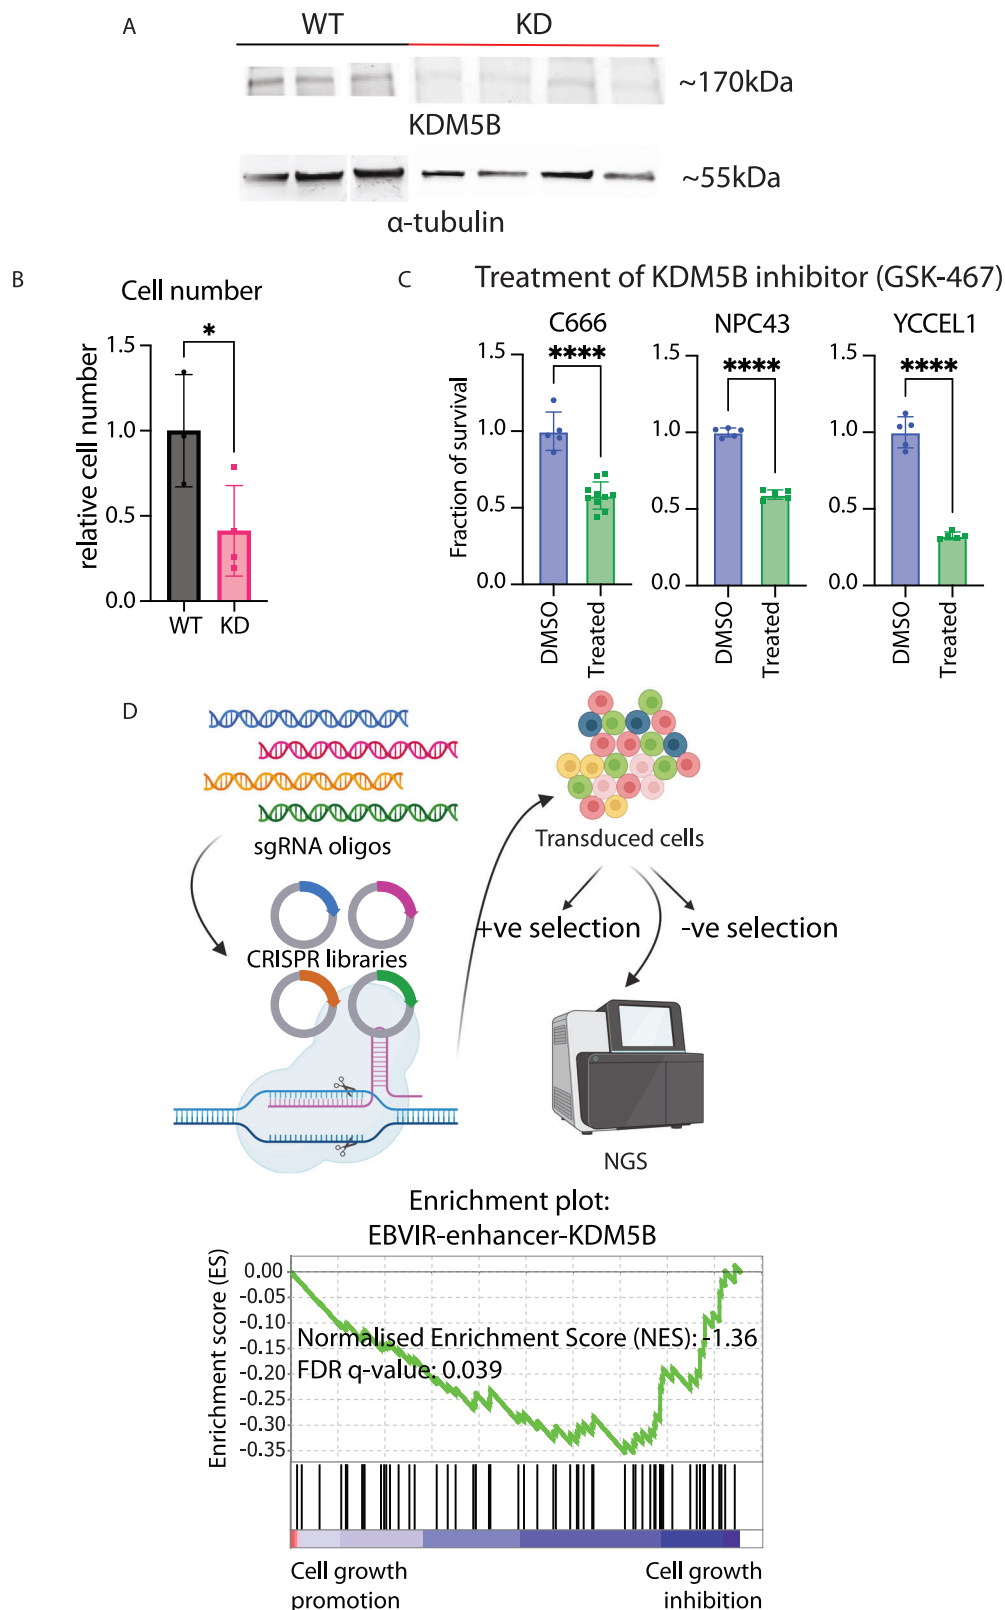 A
WT KD
~170kDa
KDM5B
~55kDa
α-tubulin
B
Cell number
*
relative cell number
1.5
1.0
0.5
0.0
WT KD
C
Treatment of KDM5B inhibitor (GSK-467)
C666
****
Fraction of survival
1.5
1.0
0.5
0.0
DMSO
Treated
NPC43
****
1.5
1.0
0.5
0.0
DMSO
Treated
YCCEL1
****
1.5
1.0
0.5
0.0
DMSO
Treated
D
sgRNA oligos
CRISPR libraries
Transduced cells
+ve selection
-ve selection
NGS
Enrichment plot:
EBVIR-enhancer-KDM5B
Enrichment score (ES)
0.00
-0.05
-0.10
-0.15
-0.20
-0.25
-0.30
-0.35
Normalised Enrichment Score (NES): -1.36
FDR q-value: 0.039
Cell growth
promotion
Cell growth
inhibition